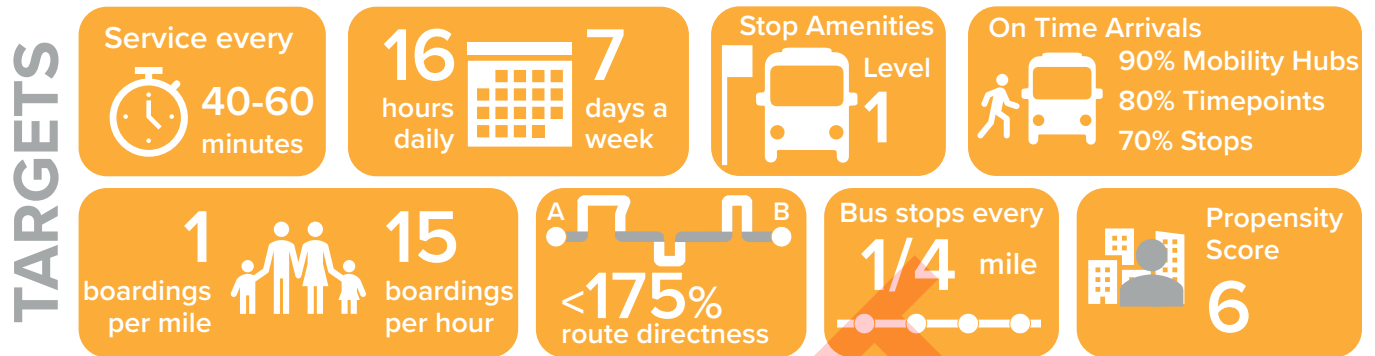 TARGETS
Service every
40-60
minutes
16
hours
daily
7
days a
week
Stop Amenities
Level
1
On Time Arrivals
90% Mobility Hubs
80% Timepoints
70% Stops
1
boardings
per mile
15
boardings
per hour
A
B
<175%
route directness
Bus stops every
1/4 mile
Propensity
Score
6